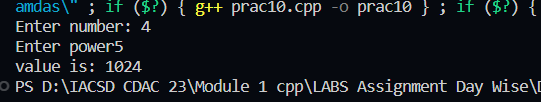 amdas\" ; if ($?) { g++ prac10.cpp -o prac10 } ; if ($?) {
Enter number: 4
Enter power5
value is: 1024
PS D:\IACSD CDAC 23\Module 1 cpp\LABS Assignment Day Wise\